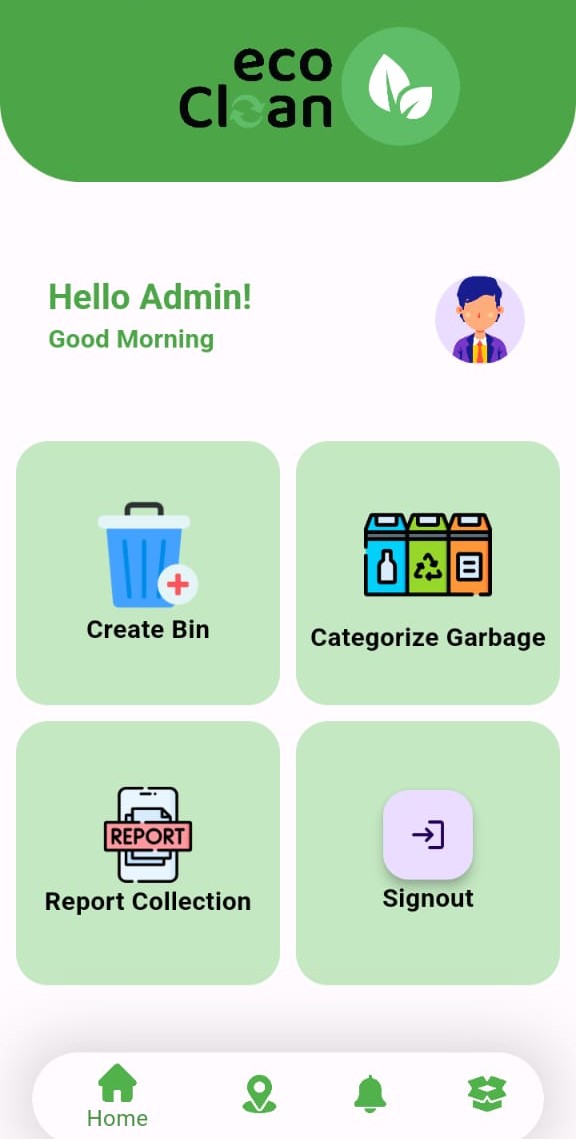 eco
Clean
Hello Admin!
Good Morning
Create Bin
Categorize Garbage
REPORT
Report Collection
Signout
Home